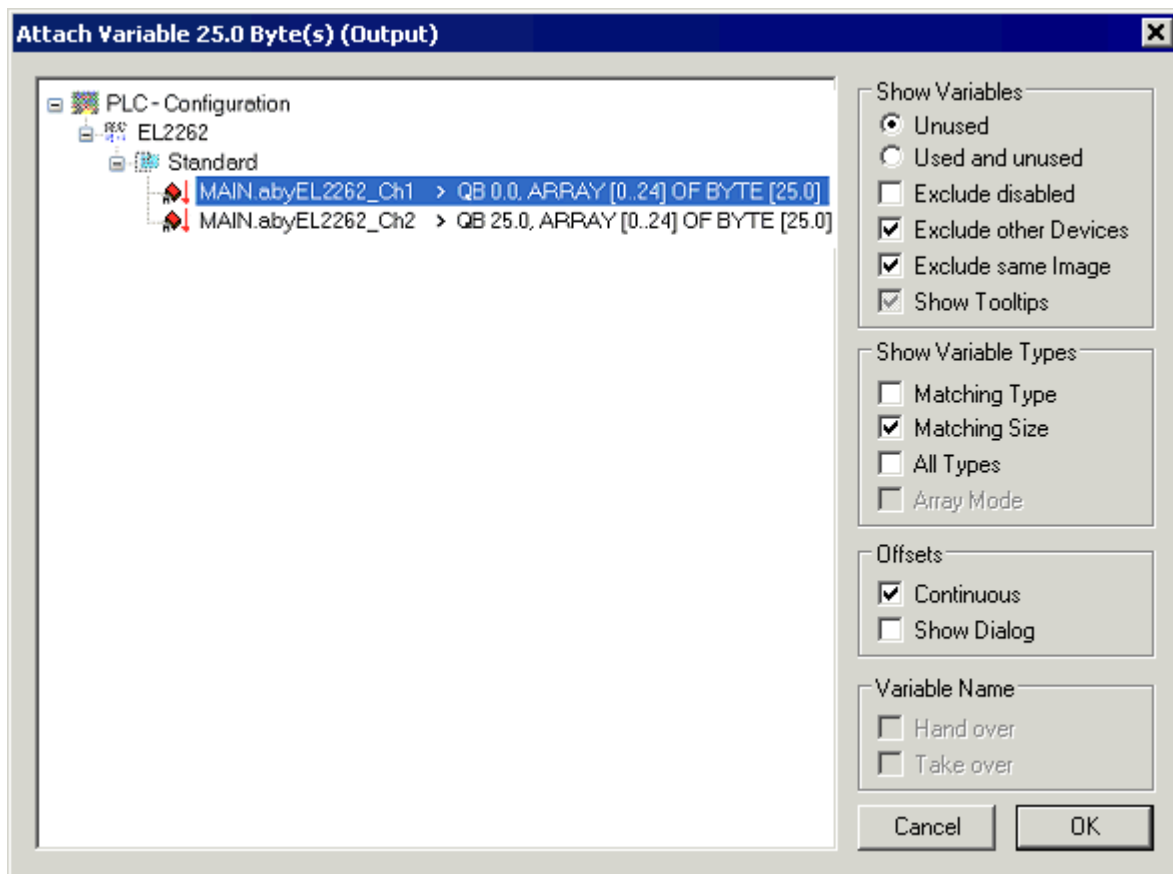 Attach Variable 25.0 Byte(s) (Output)
PLC - Configuration
EL2262
Standard
MAIN.abyEL2262_Ch1 > QB 0.0, ARRAY [0..24] OF BYTE [25.0]
MAIN.abyEL2262_Ch2 > QB 25.0, ARRAY [0..24] OF BYTE [25.0]
Show Variables
Unused
Used and unused
Exclude disabled
Exclude other Devices
Exclude same Image
Show Tooltips
Show Variable Types
Matching Type
Matching Size
All Types
Array Mode
Offsets
Continuous
Show Dialog
Variable Name
Hand over
Take over
Cancel
OK